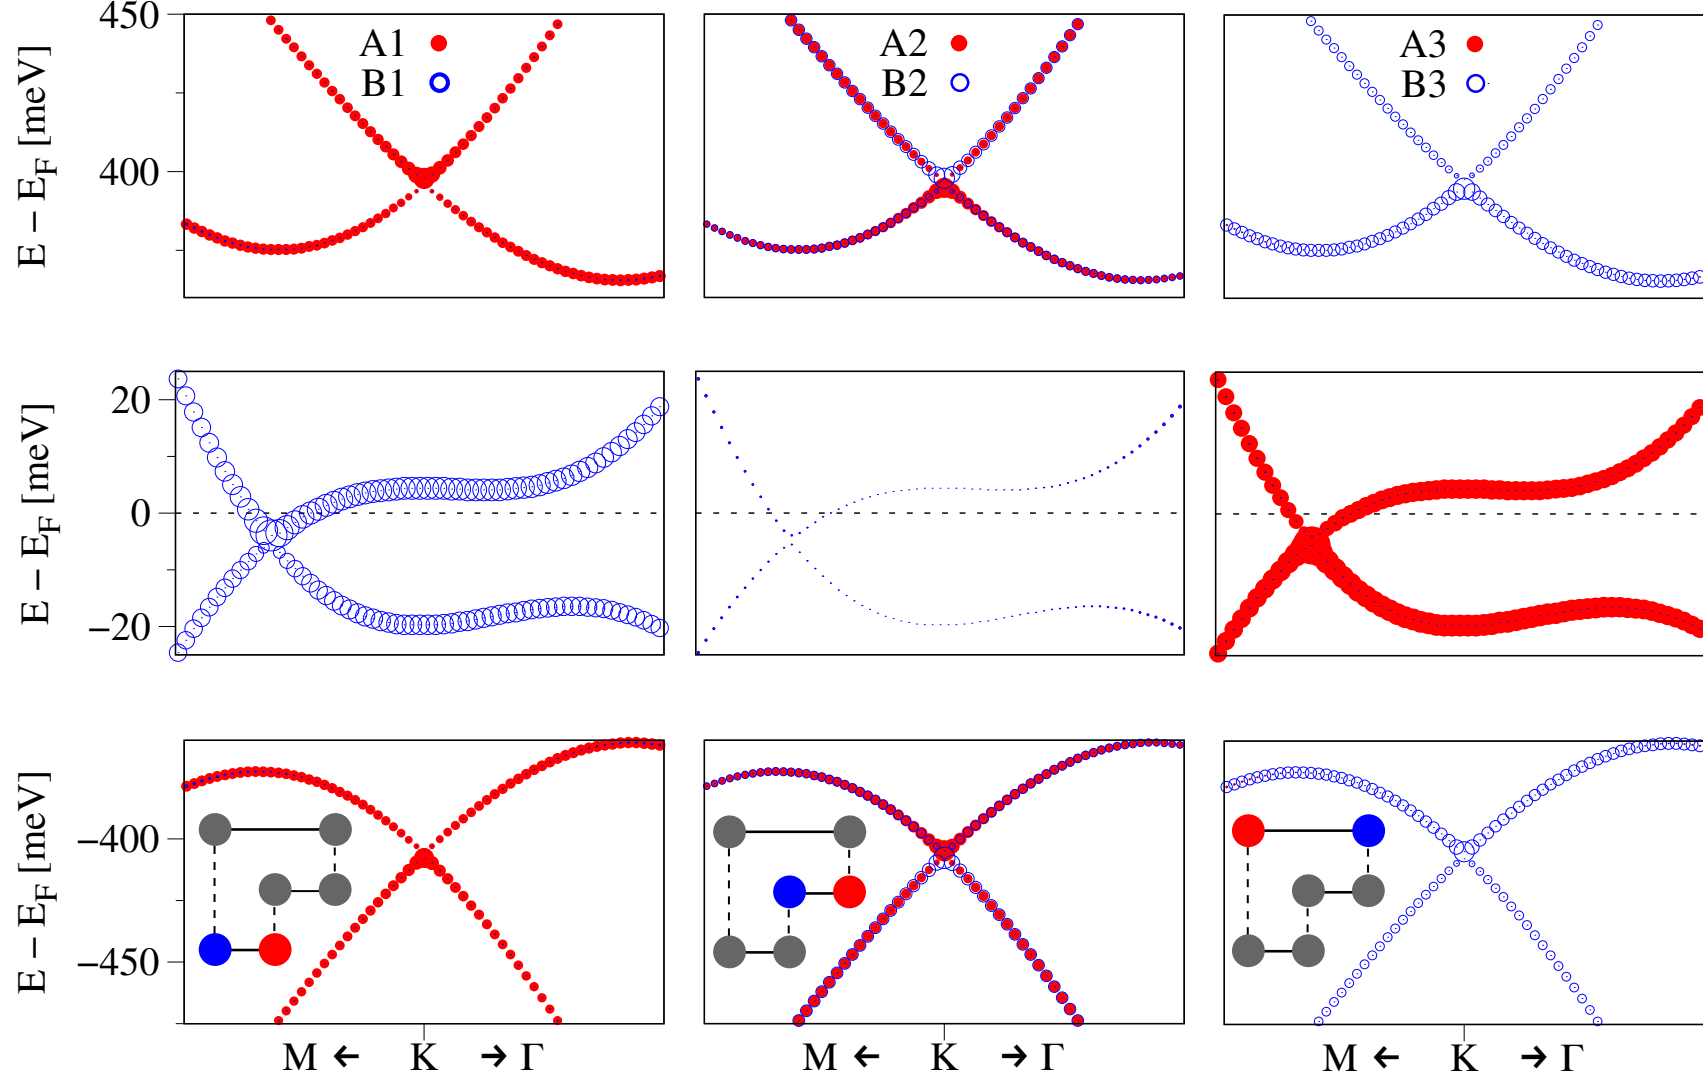 450
400
E − E_F [meV]
A1
B1
A2
B2
A3
B3
20
0
−20
E − E_F [meV]
−400
−450
E − E_F [meV]
M ← K → Γ
M ← K → Γ
M ← K → Γ